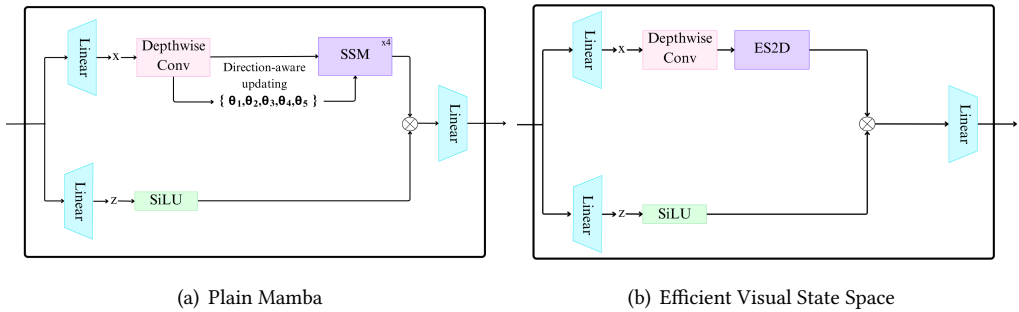 Linear
x
Depthwise
Conv
SSM
x4
Direction-aware
updating
{ θ₁,θ₂,θ₃,θ₄,θ₅ }
Linear
Linear
z
SiLU
(a) Plain Mamba
Linear
x
Depthwise
Conv
ES2D
Linear
Linear
z
SiLU
(b) Efficient Visual State Space